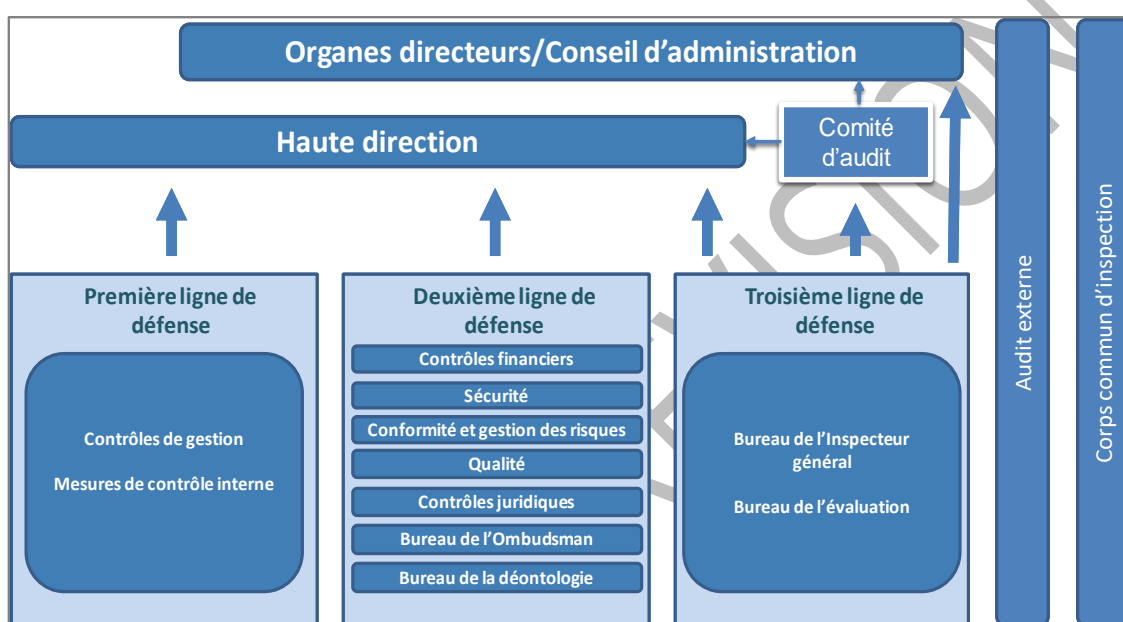 Organes directeurs/Conseil d’administration
Haute direction
Comité
d’audit
Première ligne de
défense
Contrôles de gestion
Mesures de contrôle interne
Deuxième ligne de
défense
Contrôles financiers
Sécurité
Conformité et gestion des risques
Qualité
Contrôles juridiques
Bureau de l’Ombudsman
Bureau de la déontologie
Troisième ligne de
défense
Bureau de l’Inspecteur
général
Bureau de l’évaluation
Audit externe
Corps commun d’inspection